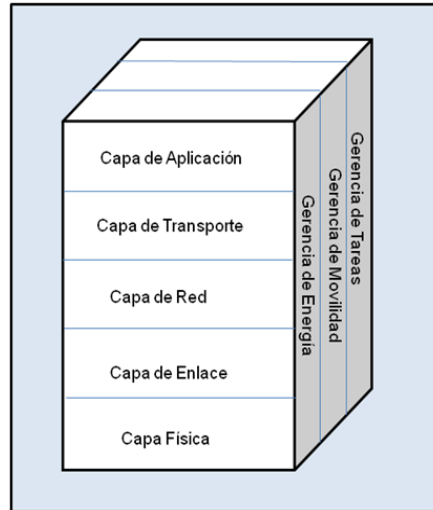 Capa de Aplicación
Capa de Transporte
Capa de Red
Capa de Enlace
Capa Física
Gerencia de Energía
Gerencia de Movilidad
Gerencia de Tareas